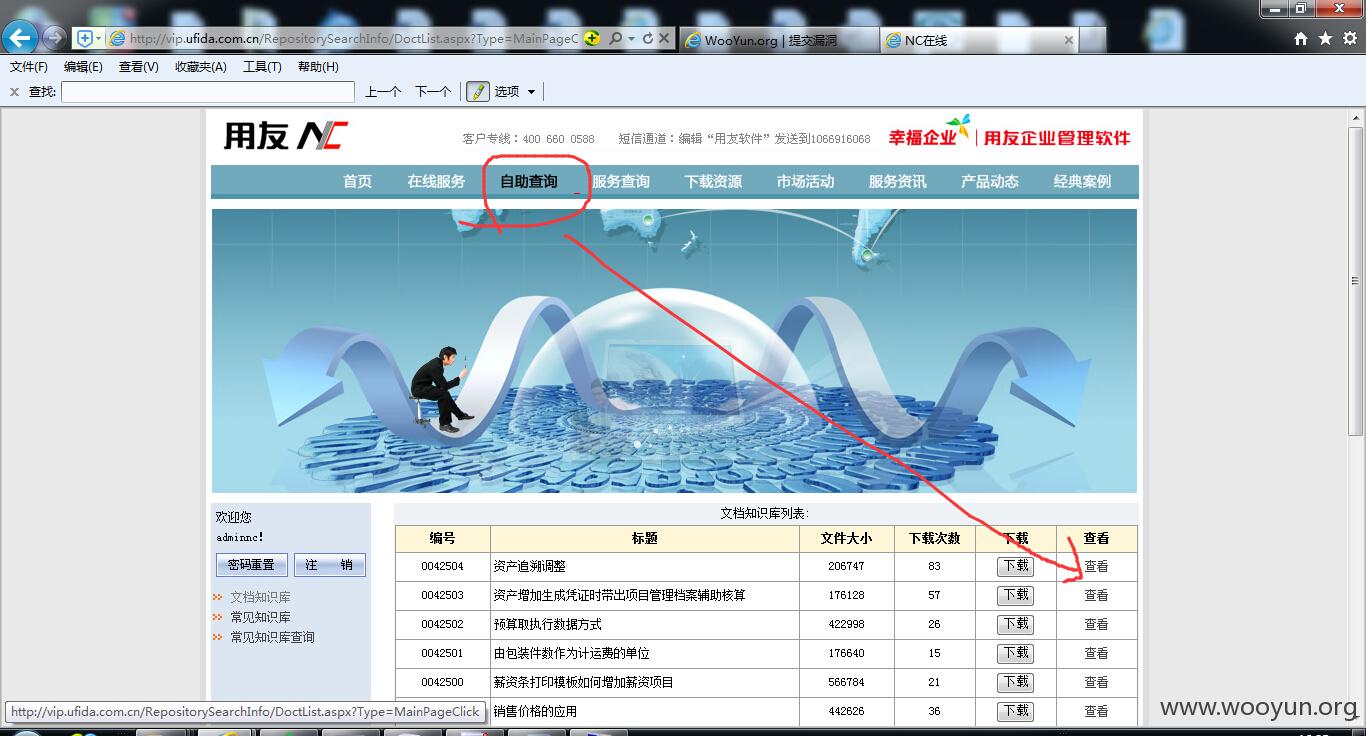 http://vip.ufida.com.cn/RepositorySearchInfo/DoctList.aspx?Type=MainPageC
WooYun.org | 提交漏洞
NC在线
文件(F) 编辑(E) 查看(V) 收藏夹(A) 工具(T) 帮助(H)
查找: 上一个 下一个 选项
用友 NC
客户专线：400 660 0588 短信通道：编辑“用友软件”发送到1066916068
幸福企业 | 用友企业管理软件
首页 在线服务 自助查询 服务查询 下载资源 市场活动 服务资讯 产品动态 经典案例
欢迎您
adminnc!
密码重置 注 销
文档知识库
常见知识库
常见知识库查询
文档知识库列表:
编号 标题 文件大小 下载次数 下载 查看
0042504 资产追溯调整 206747 83 下载 查看
0042503 资产增加生成凭证时带出项目管理档案辅助核算 176128 57 下载 查看
0042502 预算取执行数据方式 422998 26 下载 查看
0042501 由包装件数作为计运费的单位 176640 15 下载 查看
0042500 薪资条打印模板如何增加薪资项目 566784 21 下载 查看
销售价格的应用 442626 36 下载 查看
http://vip.ufida.com.cn/RepositorySearchInfo/DoctList.aspx?Type=MainPageClick
www.wooyun.org